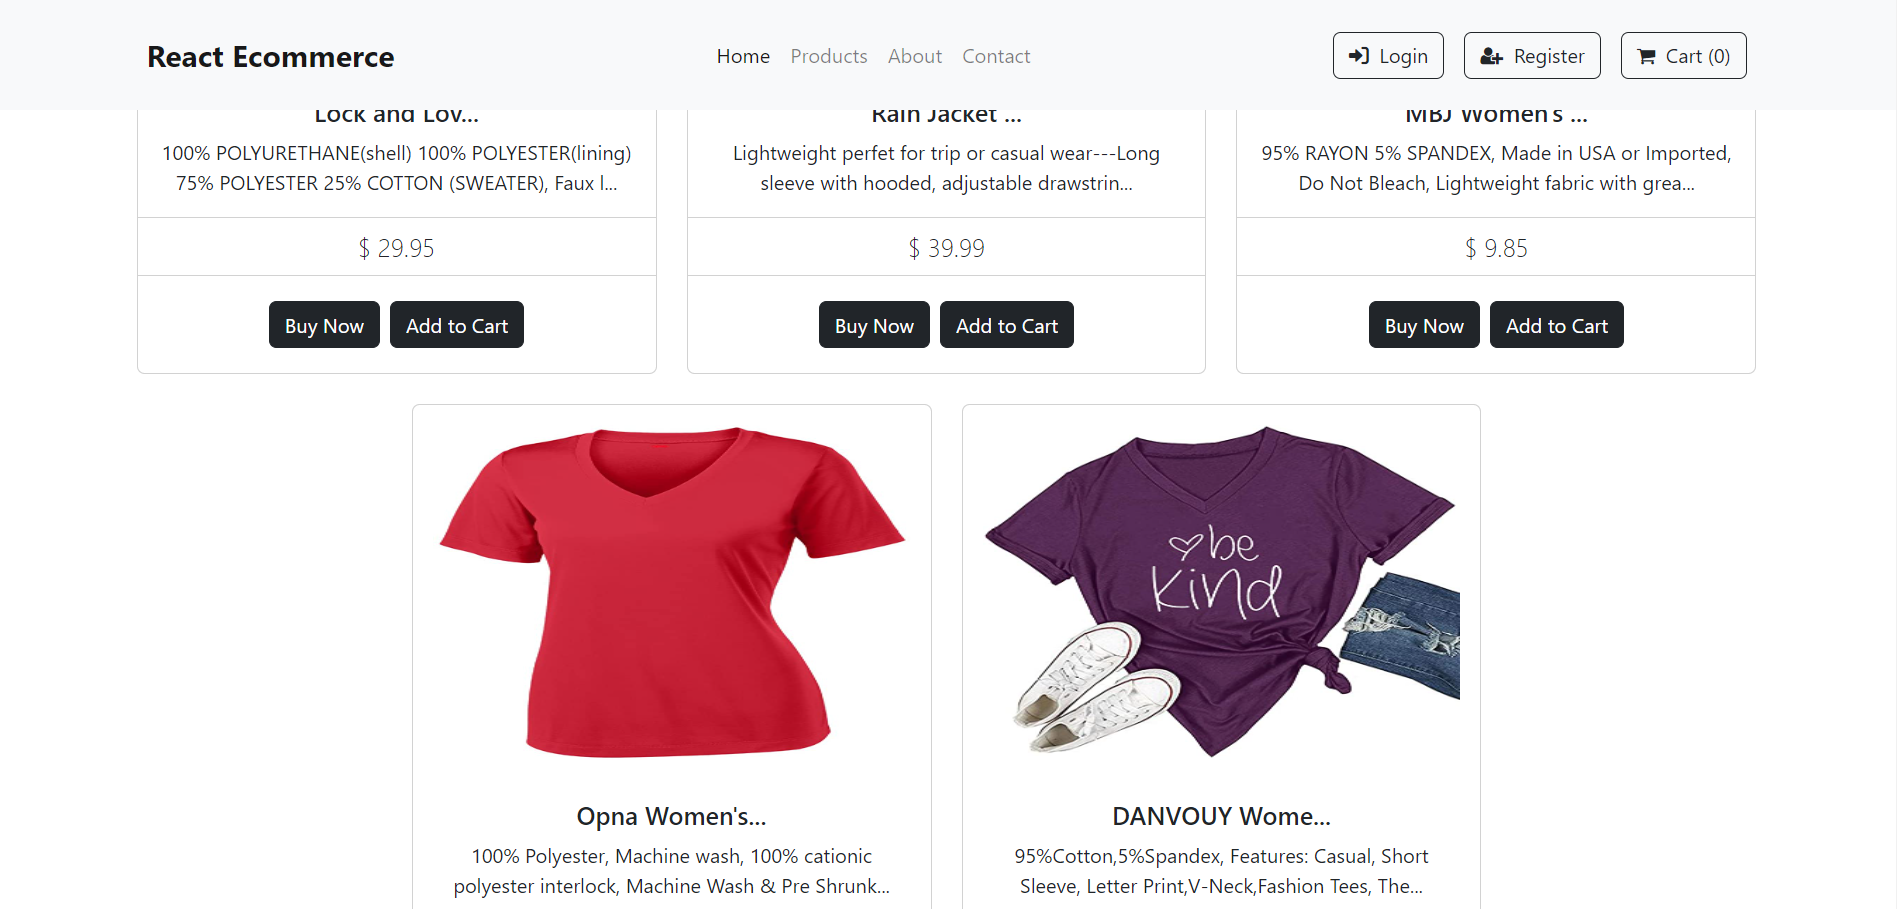 React Ecommerce
Home Products About Contact
Login Register Cart (0)
Lock and Lov...
100% POLYURETHANE(shell) 100% POLYESTER(lining)
75% POLYESTER 25% COTTON (SWEATER), Faux l...
$ 29.95
Buy Now Add to Cart
Rain Jacket ...
Lightweight perfet for trip or casual wear---Long
sleeve with hooded, adjustable drawstrin...
$ 39.99
Buy Now Add to Cart
MBJ Women's ...
95% RAYON 5% SPANDEX, Made in USA or Imported,
Do Not Bleach, Lightweight fabric with grea...
$ 9.85
Buy Now Add to Cart
Opna Women's...
100% Polyester, Machine wash, 100% cationic
polyester interlock, Machine Wash & Pre Shrunk...
be
kind
DANVOUY Wome...
95%Cotton,5%Spandex, Features: Casual, Short
Sleeve, Letter Print,V-Neck,Fashion Tees, The...